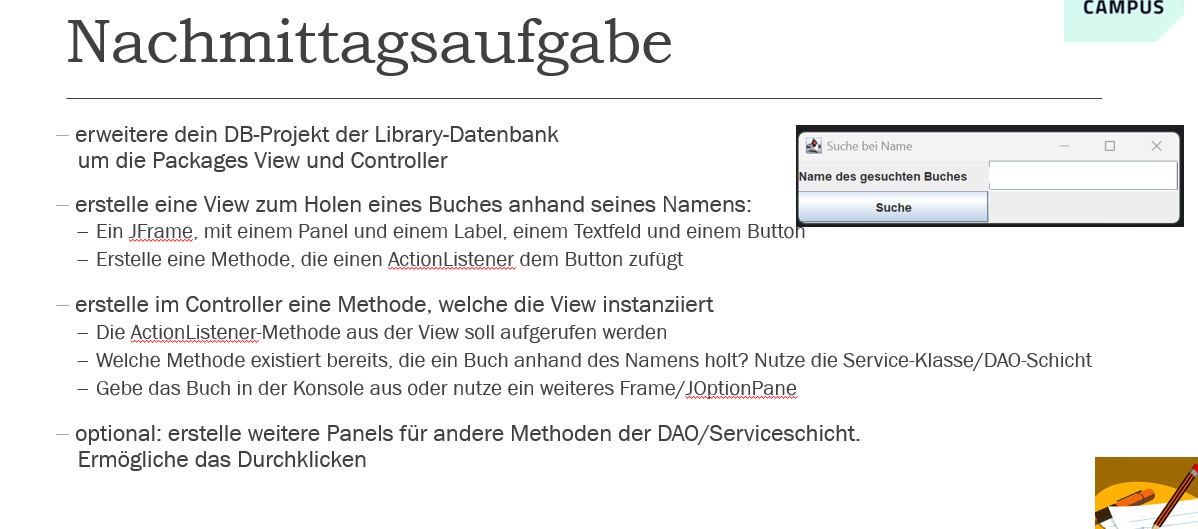 CAMPUS
Nachmittagsaufgabe
– erweitere dein DB-Projekt der Library-Datenbank
um die Packages View und Controller
– erstelle eine View zum Holen eines Buches anhand seines Namens:
– Ein JFrame, mit einem Panel und einem Label, einem Textfeld und einem Button
– Erstelle eine Methode, die einen ActionListener dem Button zufügt
Suche bei Name
Name des gesuchten Buches
Suche
– erstelle im Controller eine Methode, welche die View instanziiert
– Die ActionListener-Methode aus der View soll aufgerufen werden
– Welche Methode existiert bereits, die ein Buch anhand des Namens holt? Nutze die Service-Klasse/DAO-Schicht
– Gebe das Buch in der Konsole aus oder nutze ein weiteres Frame/JOptionPane
– optional: erstelle weitere Panels für andere Methoden der DAO/Serviceschicht.
Ermögliche das Durchklicken